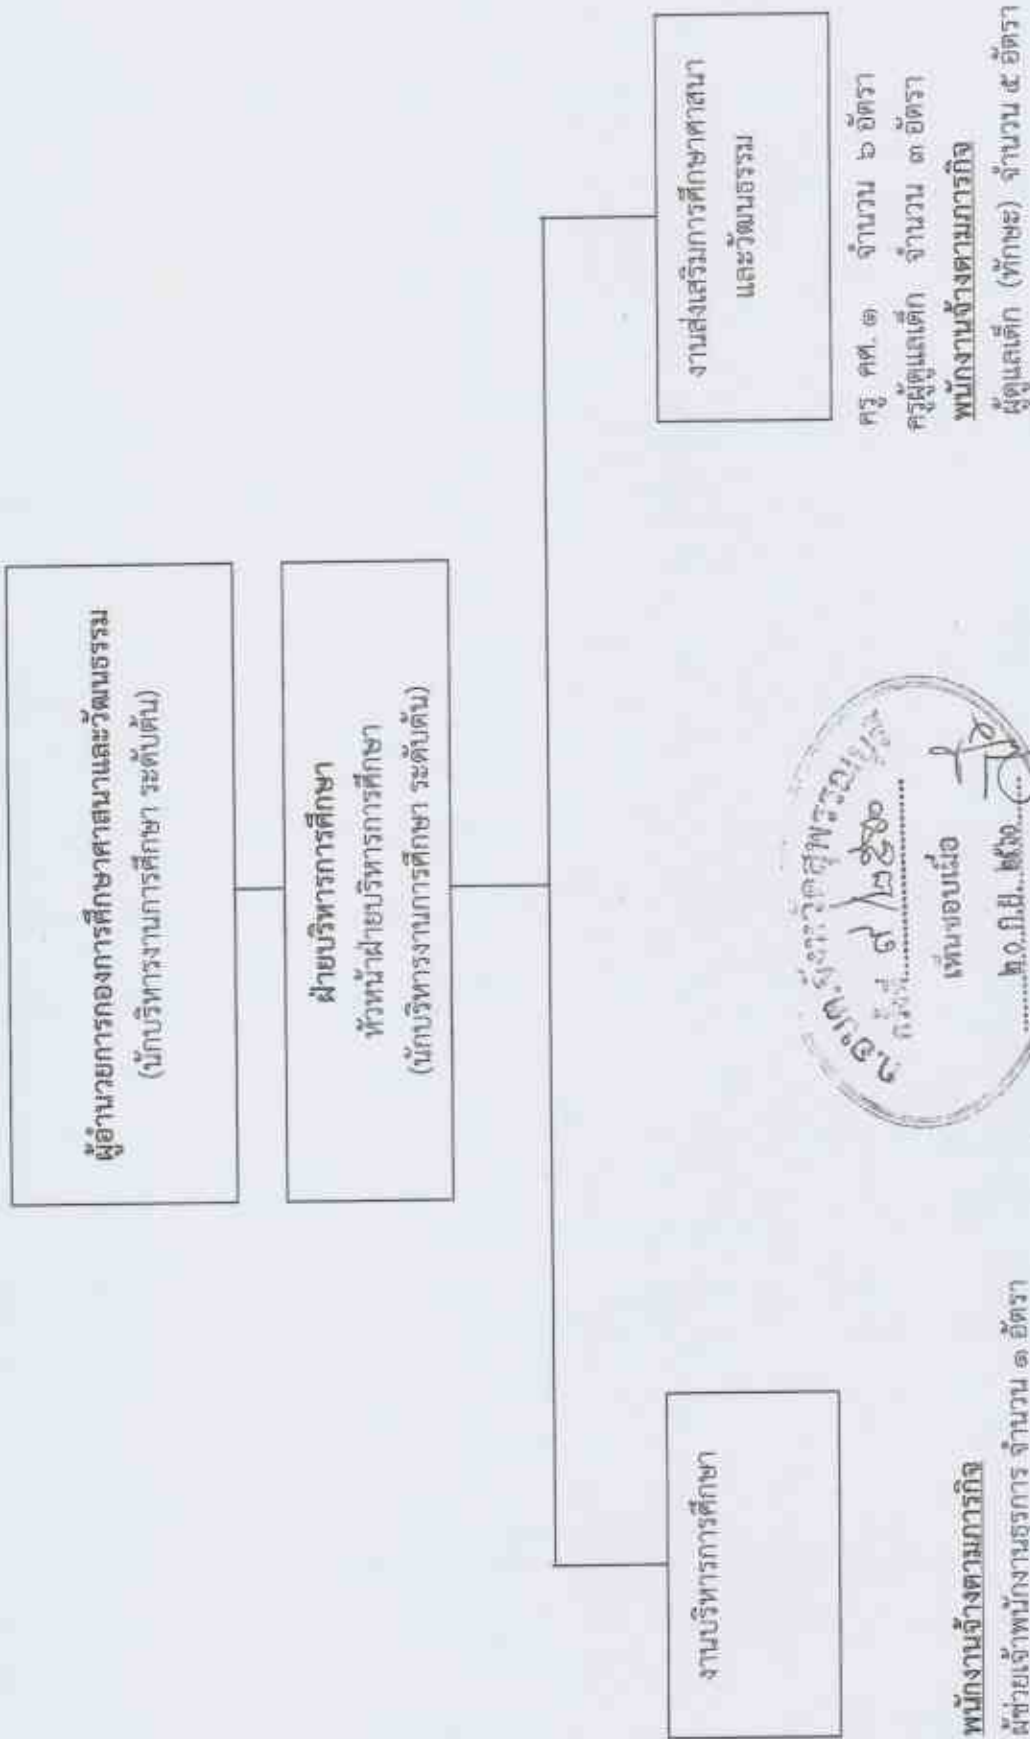 ผู้อำนวยการกองการศึกษาศาสนาและวัฒนธรรม
(นักบริหารงานการศึกษา ระดับต้น)
ฝ่ายบริหารการศึกษา
หัวหน้าฝ่ายบริหารการศึกษา
(นักบริหารงานการศึกษา ระดับต้น)
งานบริหารการศึกษา
พนักงานจ้างตามภารกิจ
ผู้ช่วยเจ้าพนักงานธุรการ จำนวน ๑ อัตรา
งานส่งเสริมการศึกษาศาสนา
และวัฒนธรรม
ครู คศ. ๑ จำนวน ๖ อัตรา
ครูผู้ดูแลเด็ก จำนวน ๓ อัตรา
พนักงานจ้างตามภารกิจ
ผู้ดูแลเด็ก (ทักษะ) จำนวน ๕ อัตรา
ก.อบต.
เห็นชอบเมื่อ
ก.ย. ๒๕๖๐